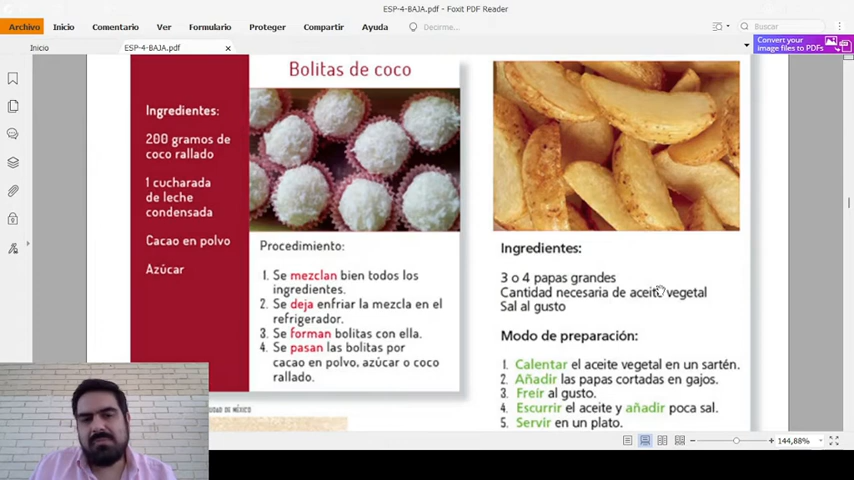 ESP-4-BAJA.pdf - Foxit PDF Reader
Archivo Inicio Comentario Ver Formulario Proteger Compartir Ayuda Decirme... Buscar
Inicio ESP-4-BAJA.pdf
Convert your
image files to PDFs
Bolitas de coco
Ingredientes:
200 gramos de
coco rallado
1 cucharada
de leche
condensada
Cacao en polvo
Azúcar
Procedimiento:
1. Se mezclan bien todos los
ingredientes.
2. Se deja enfriar la mezcla en el
refrigerador.
3. Se forman bolitas con ella.
4. Se pasan las bolitas por
cacao en polvo, azúcar o coco
rallado.
Ingredientes:
3 o 4 papas grandes
Cantidad necesaria de aceite vegetal
Sal al gusto
Modo de preparación:
1. Calentar el aceite vegetal en un sartén.
2. Añadir las papas cortadas en gajos.
3. Freír al gusto.
4. Escurrir el aceite y añadir poca sal.
5. Servir en un plato.
CIUDAD DE MÉXICO
144,88%